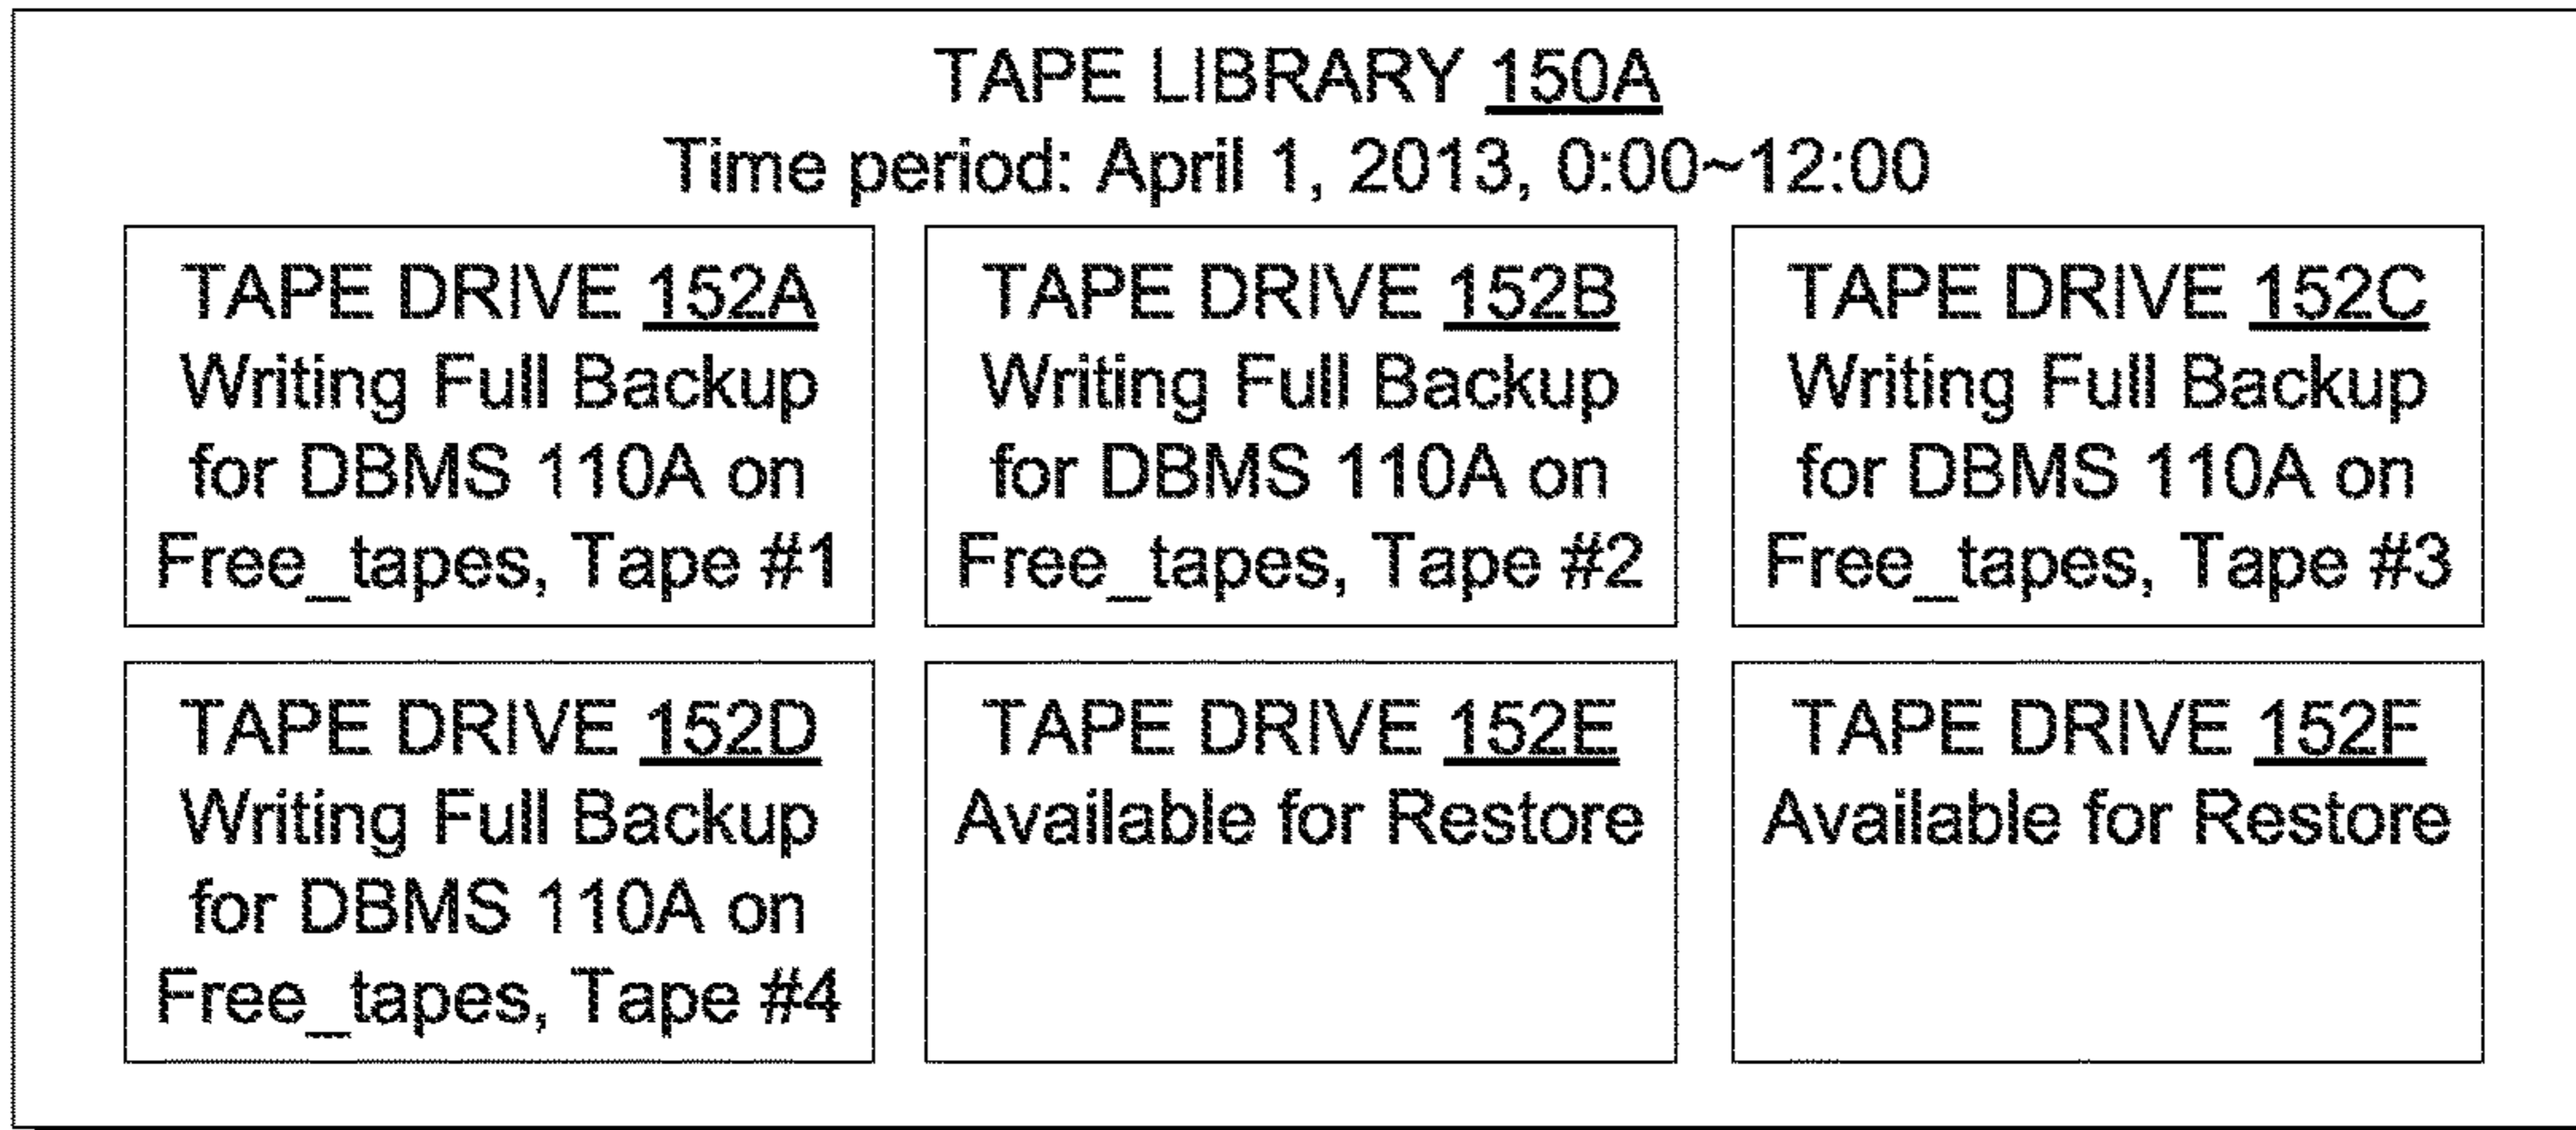 TAPE LIBRARY 150A
Time period: April 1, 2013, 0:00~12:00
TAPE DRIVE 152A
Writing Full Backup
for DBMS 110A on
Free_tapes, Tape #1
TAPE DRIVE 152B
Writing Full Backup
for DBMS 110A on
Free_tapes, Tape #2
TAPE DRIVE 152C
Writing Full Backup
for DBMS 110A on
Free_tapes, Tape #3
TAPE DRIVE 152D
Writing Full Backup
for DBMS 110A on
Free_tapes, Tape #4
TAPE DRIVE 152E
Available for Restore
TAPE DRIVE 152F
Available for Restore